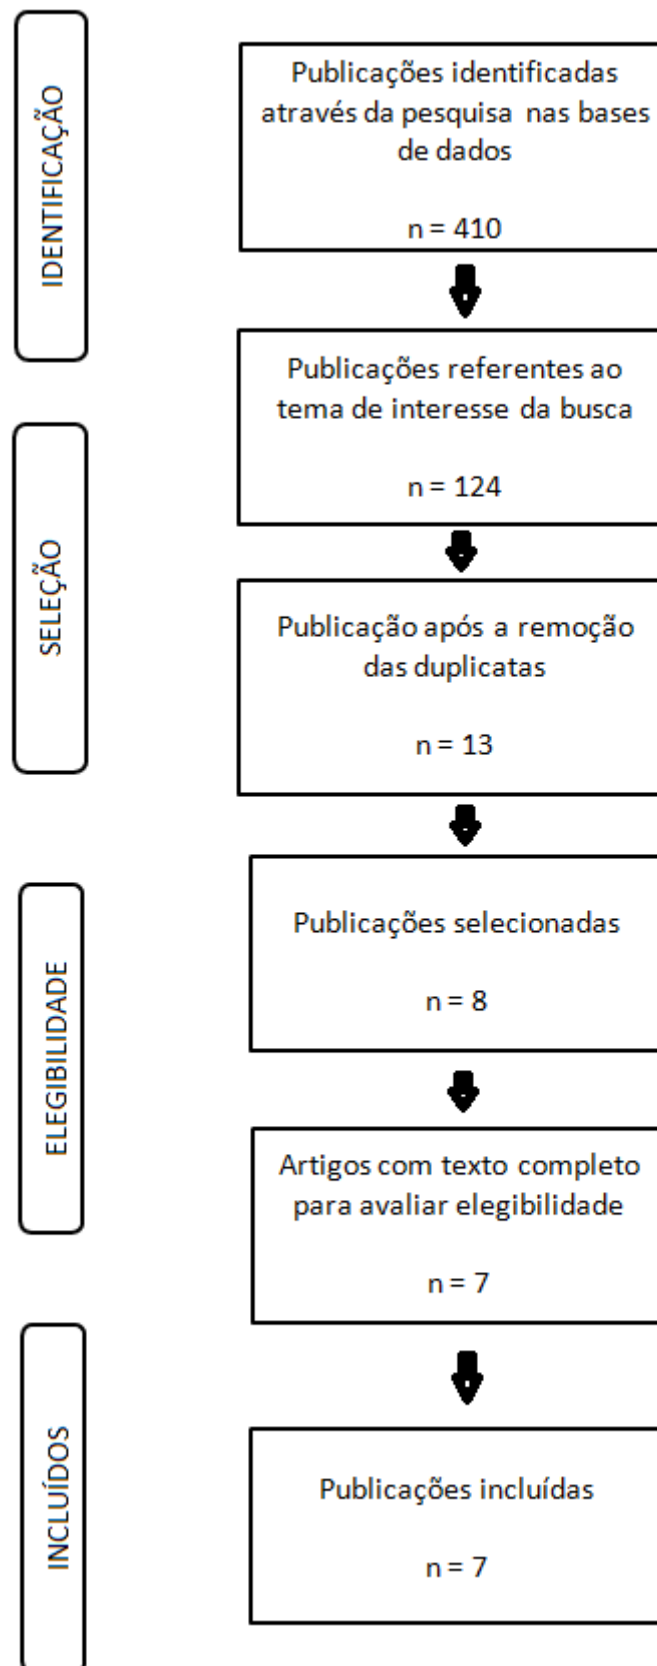 IDENTIFICAÇÃO
Publicações identificadas
através da pesquisa nas bases
de dados
n = 410
Publicações referentes ao
tema de interesse da busca
n = 124
SELEÇÃO
Publicação após a remoção
das duplicatas
n = 13
ELEGIBILIDADE
Publicações selecionadas
n = 8
Artigos com texto completo
para avaliar elegibilidade
n = 7
INCLUÍDOS
Publicações incluídas
n = 7